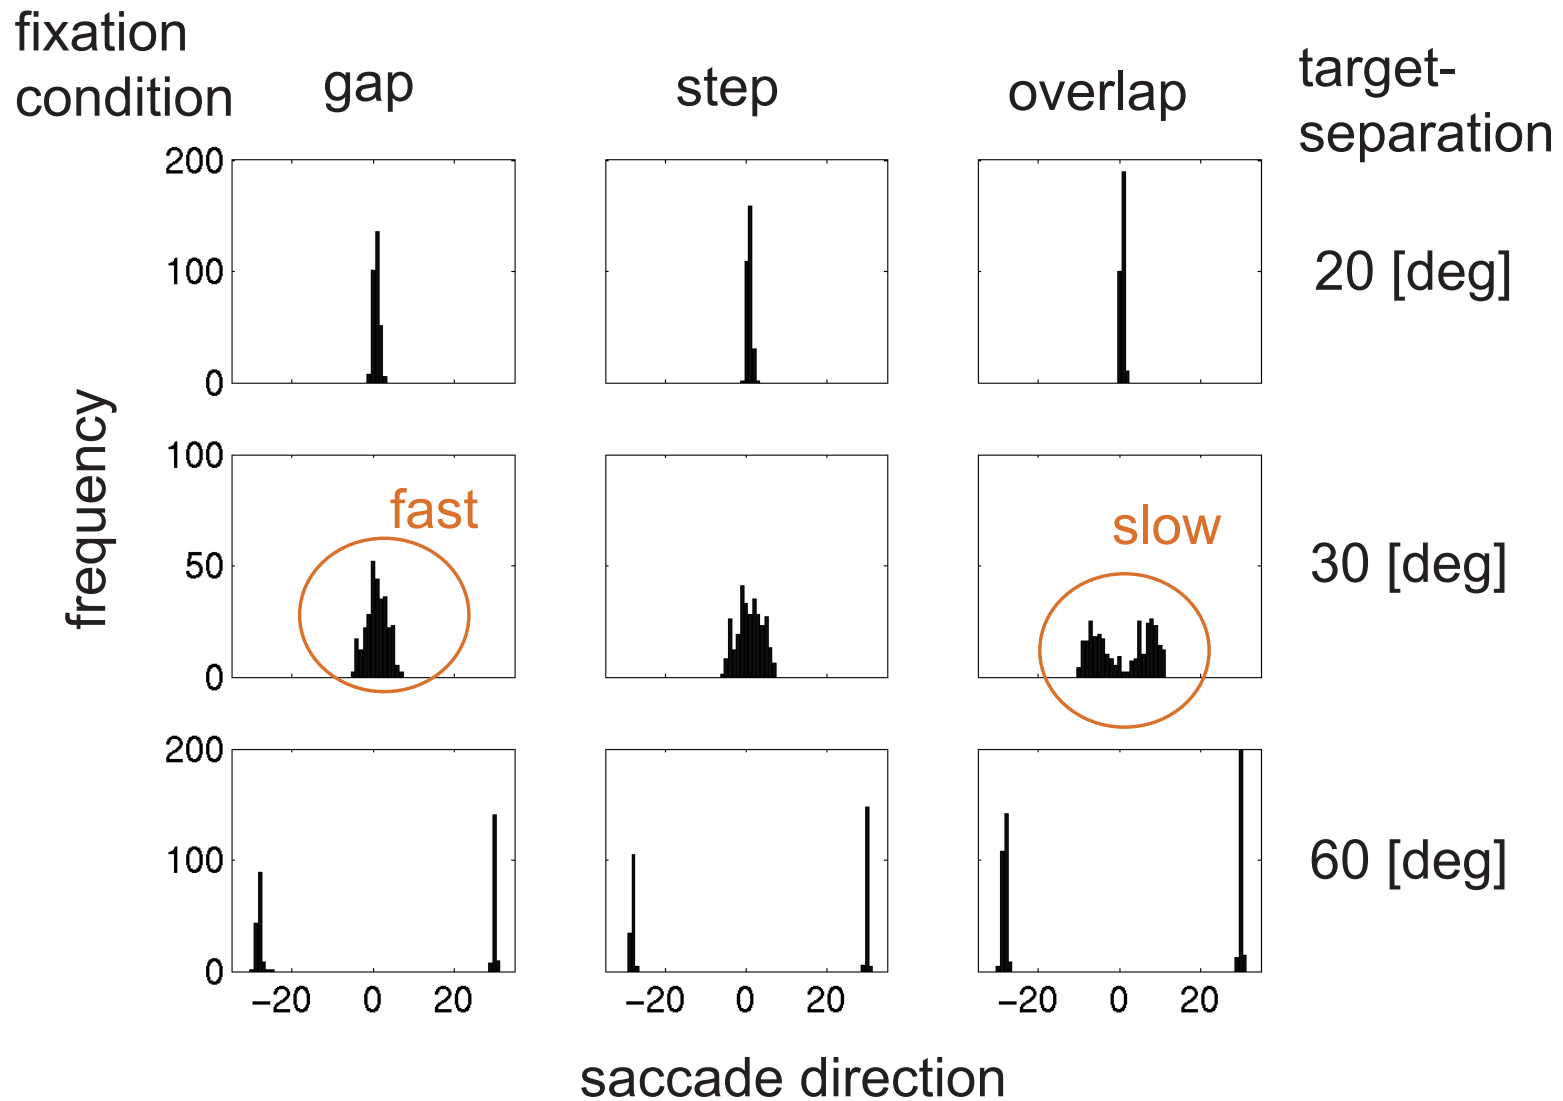 fixation
condition
gap
step
overlap
target-
separation
200
100
0
20 [deg]
frequency
100
50
0
fast
slow
30 [deg]
200
100
0
60 [deg]
−20 0 20
−20 0 20
−20 0 20
saccade direction